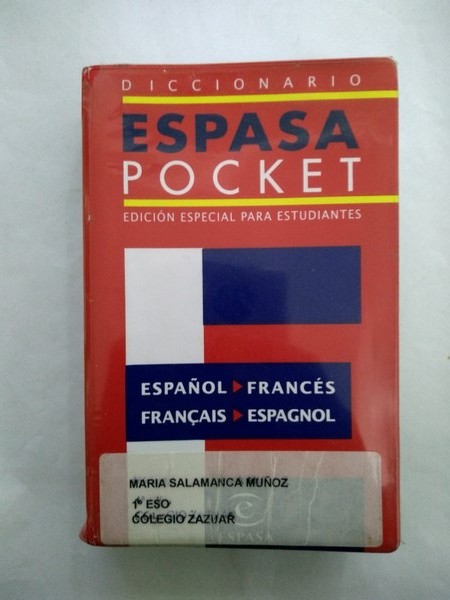 DICCIONARIO
ESPASA
POCKET
EDICIÓN ESPECIAL PARA ESTUDIANTES
ESPAÑOL ▶ FRANCÉS
FRANÇAIS ▶ ESPAGNOL
MARIA SALAMANCA MUÑOZ
1º ESO
COLEGIO ZAZUAR
ESPASA